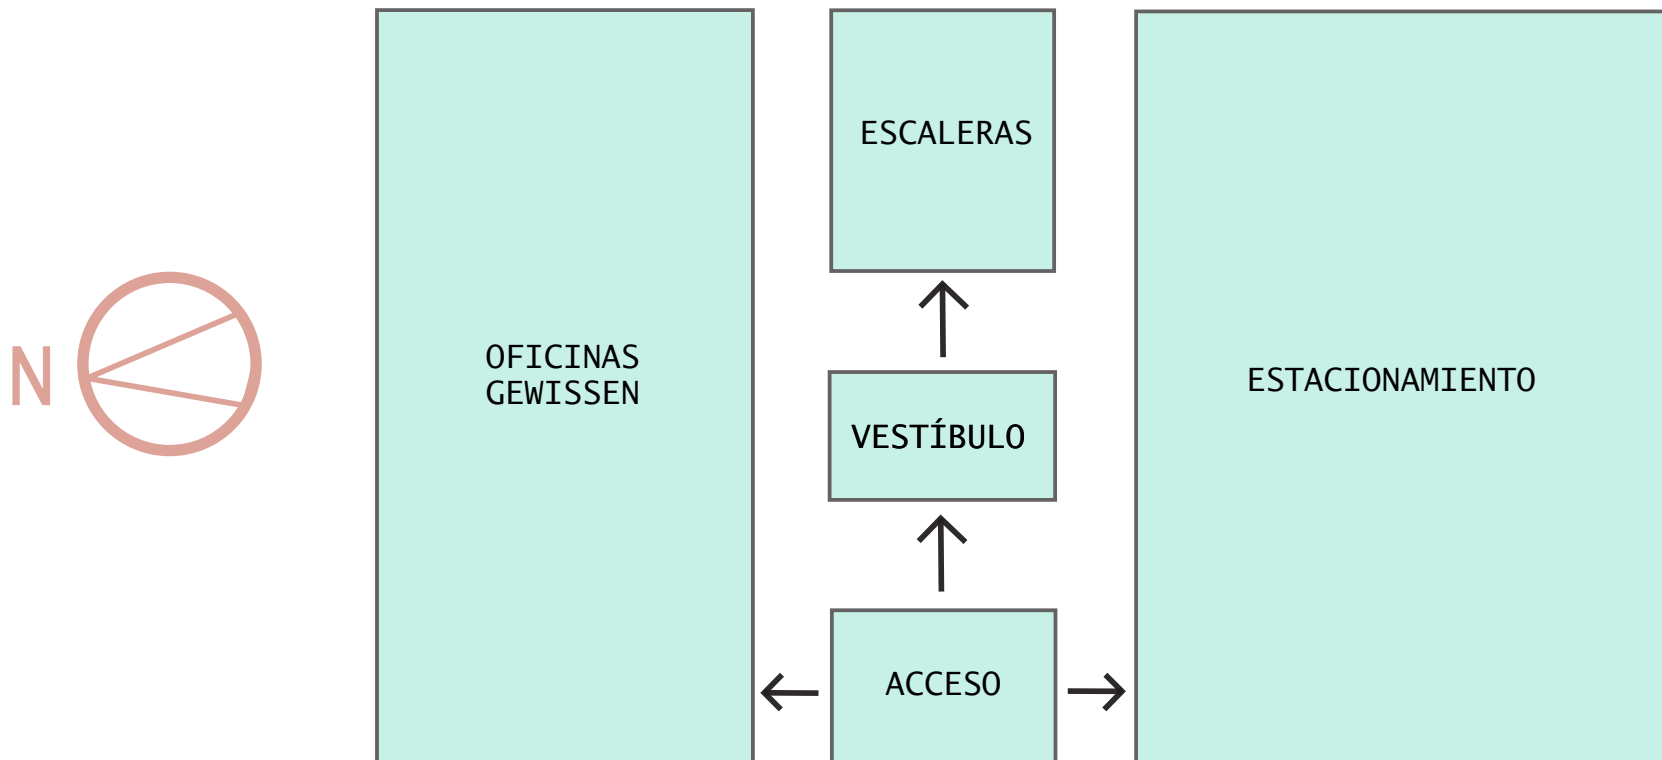 ESCALERAS
N
OFICINAS
GEWISSEN
ESTACIONAMIENTO
VESTÍBULO
ACCESO